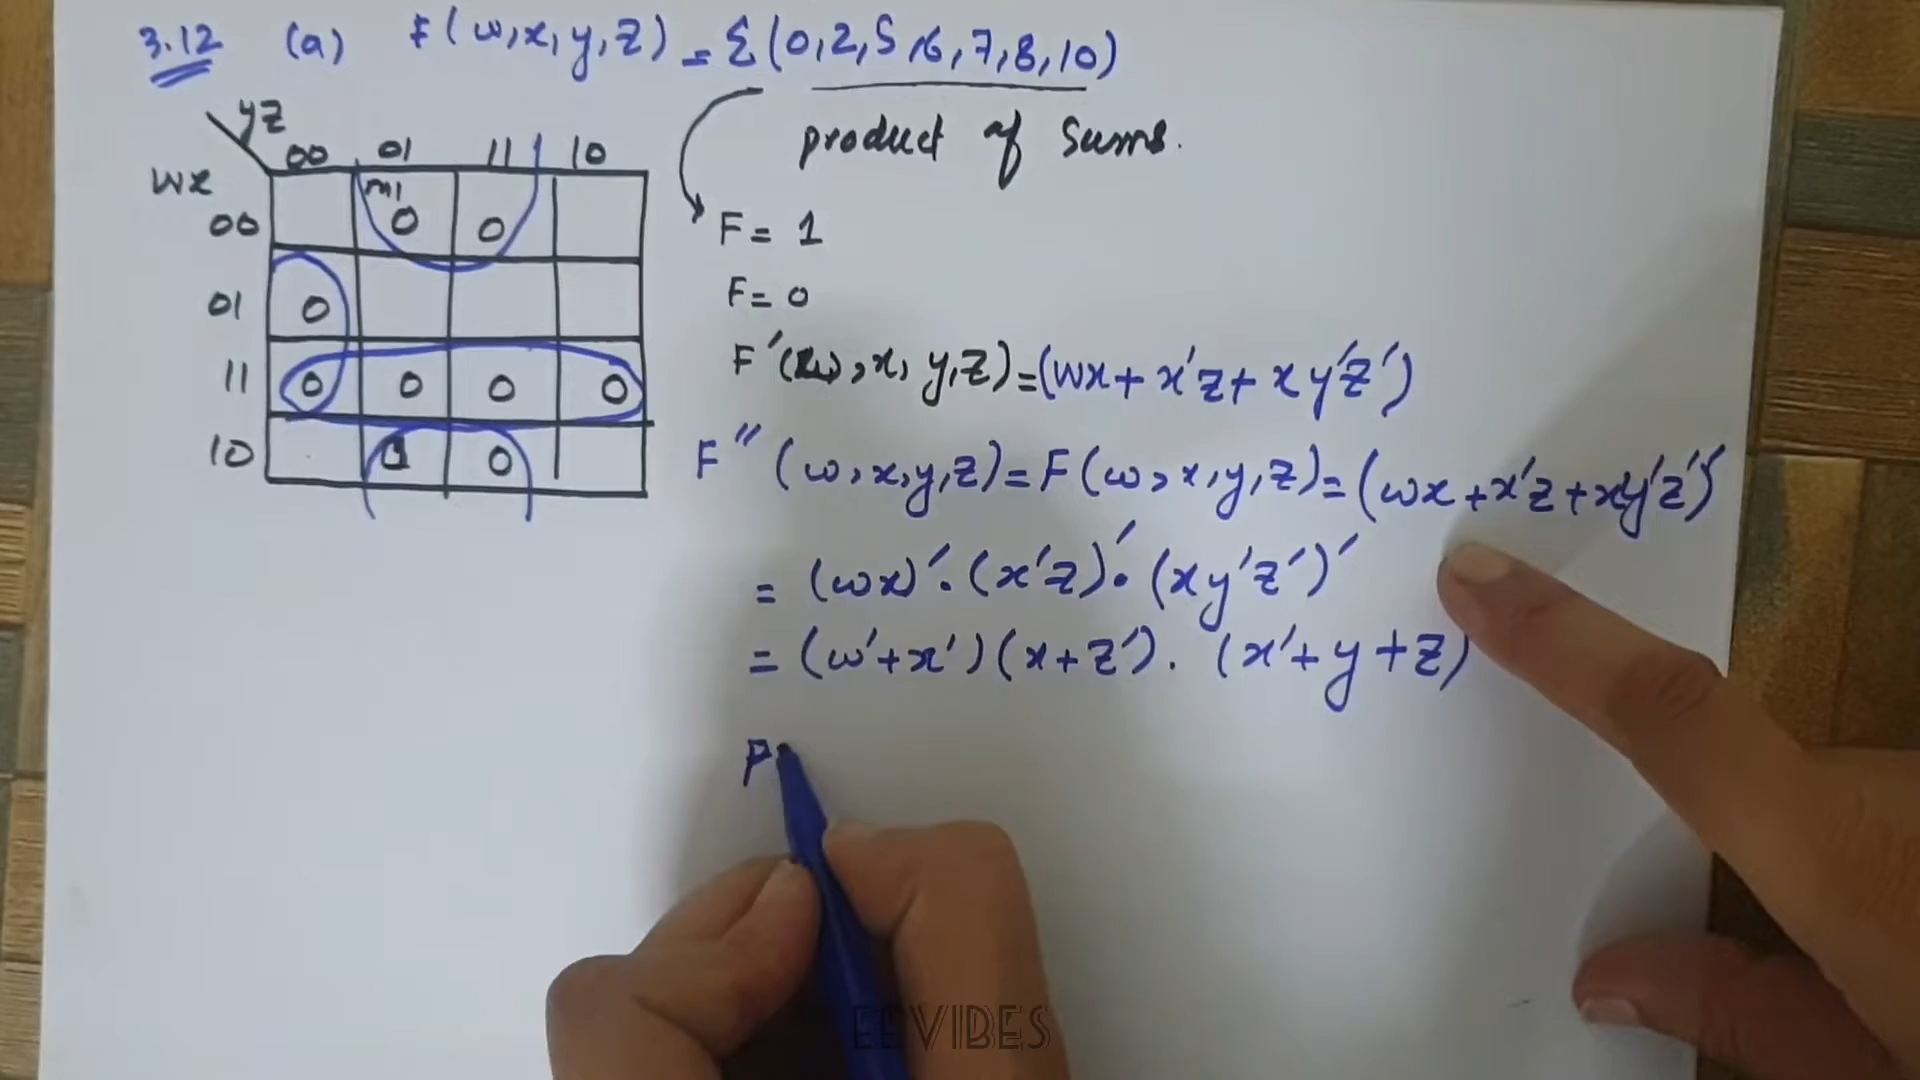 3.12 (a) F(w,x,y,z) = Σ(0,2,5,6,7,8,10)
product of sums.
yz
00 01 11 10
wx
m1
00 0 0
01 0
11 0 0 0 0
10 0
F = 1
F = 0
F'(w,x,y,z)=(wx+x'z+xy'z')
F''(w,x,y,z)=F(w,x,y,z)=(wx+x'z+xy'z')'
= (wx)'.(x'z)'.(xy'z')'
= (w'+x')(x+z').(x'+y+z)
EEVIBES